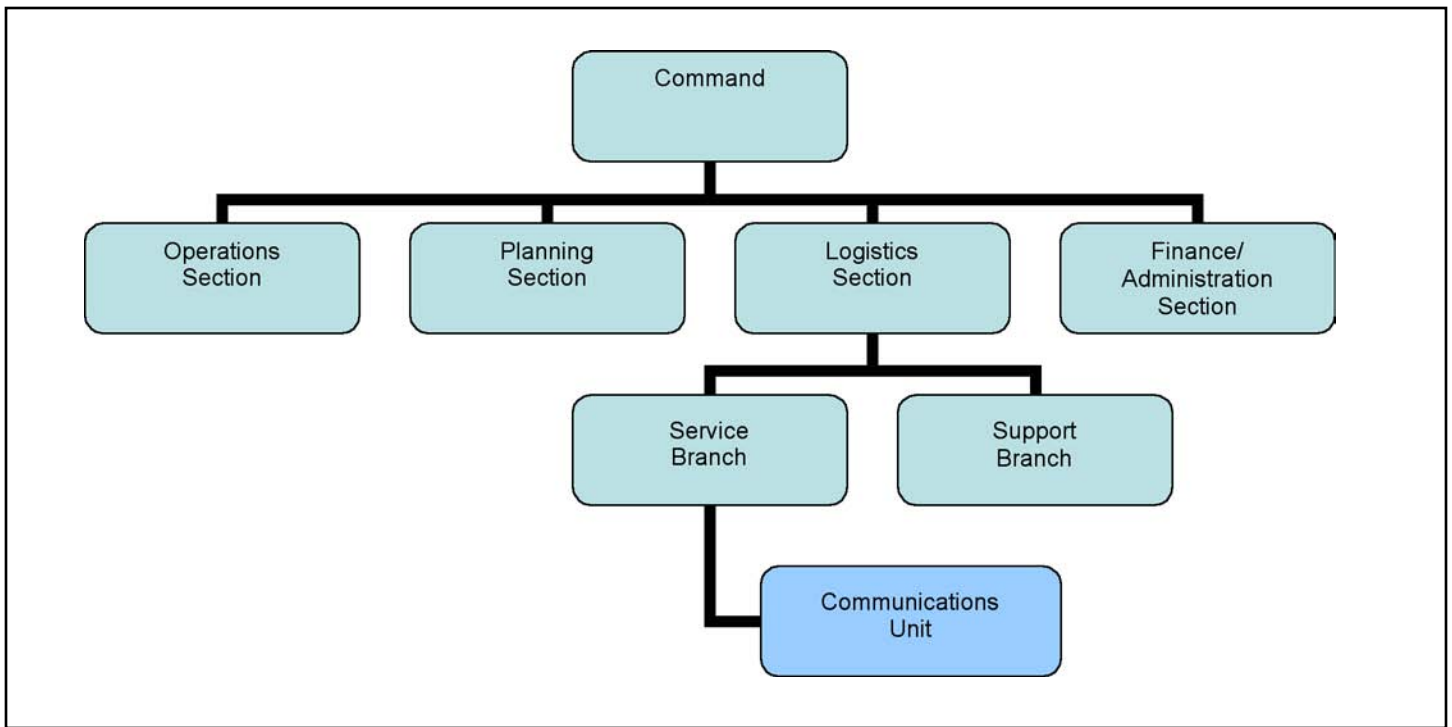 Command
Operations
Section
Planning
Section
Logistics
Section
Finance/
Administration
Section
Service
Branch
Support
Branch
Communications
Unit